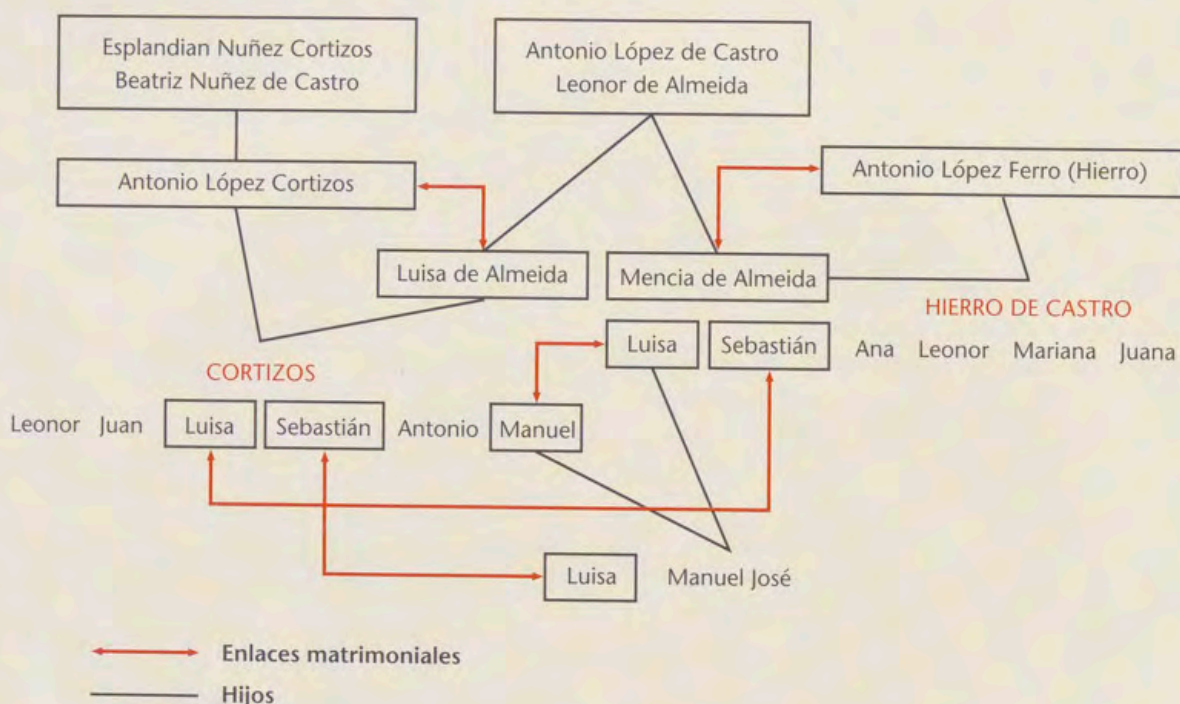 Esplandian Nuñez Cortizos
Beatriz Nuñez de Castro
Antonio López de Castro
Leonor de Almeida
Antonio López Cortizos
Antonio López Ferro (Hierro)
Luisa de Almeida
Mencia de Almeida
HIERRO DE CASTRO
Luisa Sebastián Ana Leonor Mariana Juana
CORTIZOS
Leonor Juan Luisa Sebastián Antonio Manuel
Luisa Manuel José
Enlaces matrimoniales
Hijos